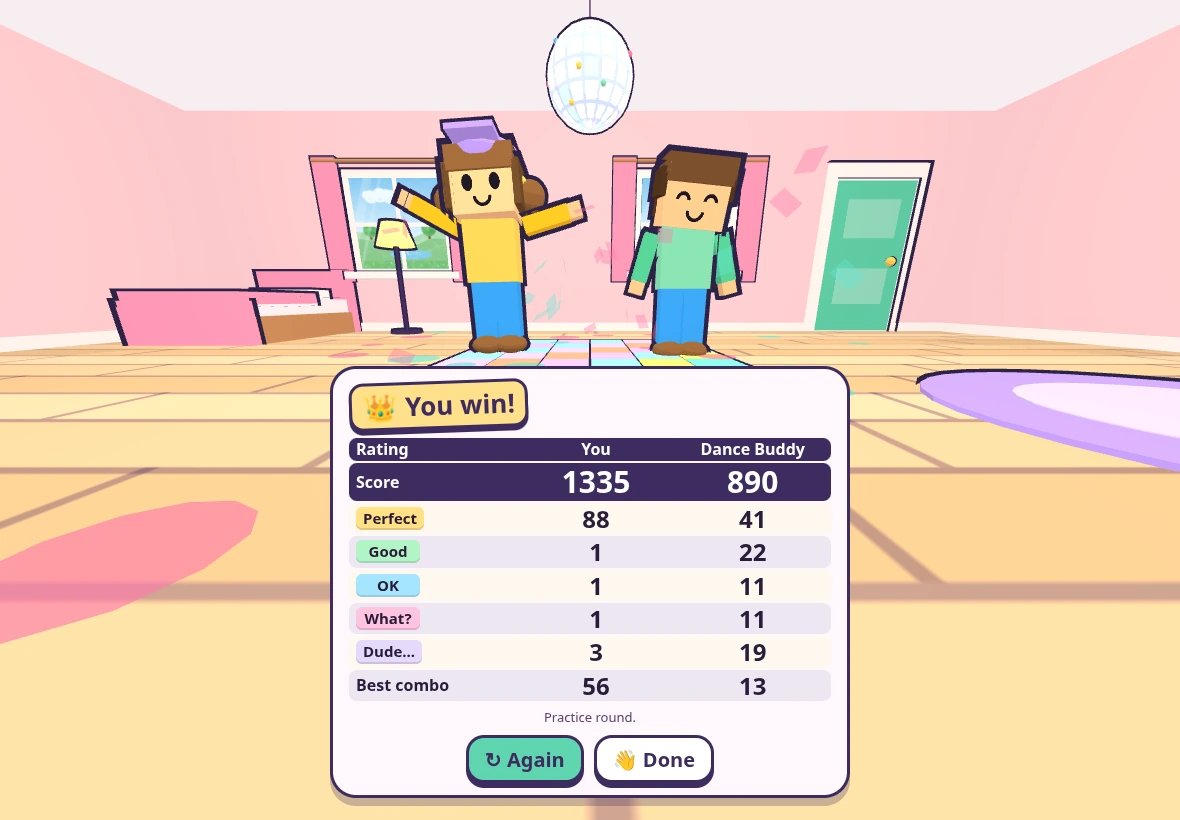 👑 You win!
Rating You Dance Buddy
Score 1335 890
Perfect 88 41
Good 1 22
OK 1 11
What? 1 11
Dude... 3 19
Best combo 56 13
Practice round.
↻ Again 👋 Done